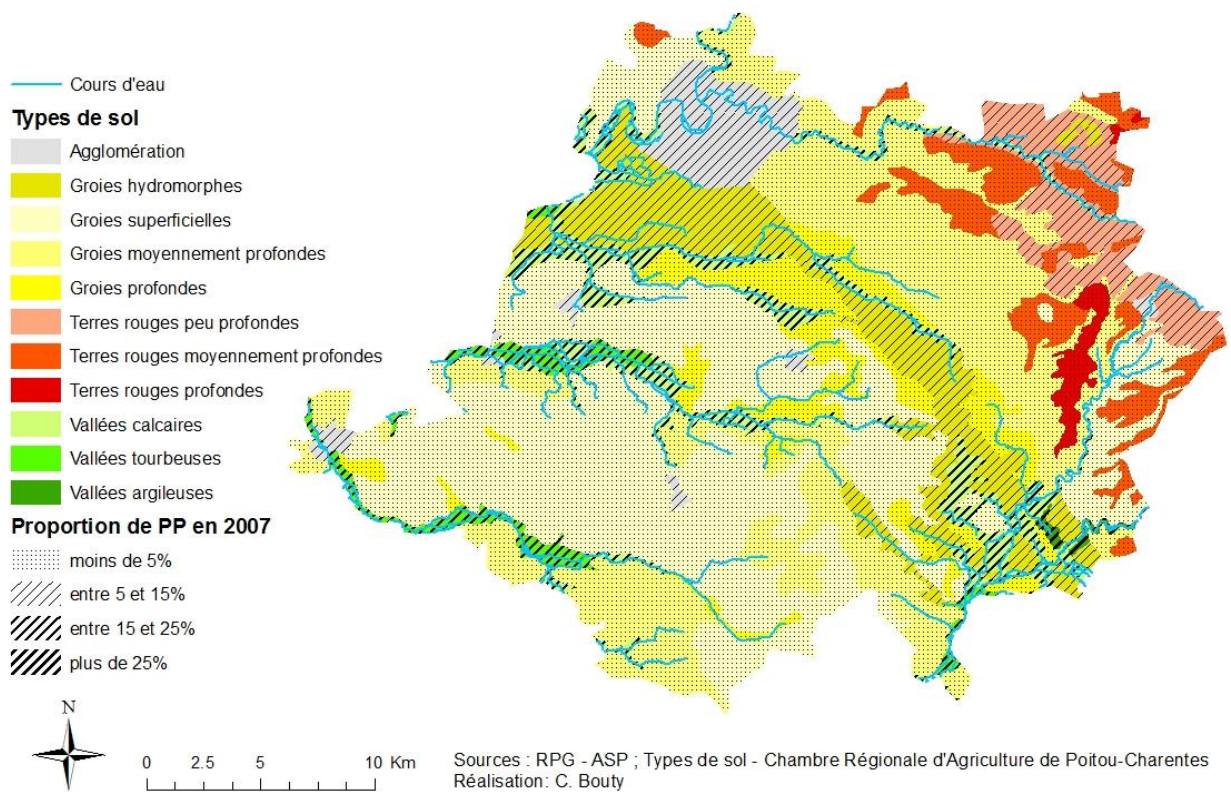 Cours d'eau
Types de sol
Agglomération
Groies hydromorphes
Groies superficielles
Groies moyennement profondes
Groies profondes
Terres rouges peu profondes
Terres rouges moyennement profondes
Terres rouges profondes
Vallées calcaires
Vallées tourbeuses
Vallées argileuses
Proportion de PP en 2007
moins de 5%
entre 5 et 15%
entre 15 et 25%
plus de 25%
N
0 2.5 5 10 Km
Sources : RPG - ASP ; Types de sol - Chambre Régionale d'Agriculture de Poitou-Charentes
Réalisation: C. Bouty